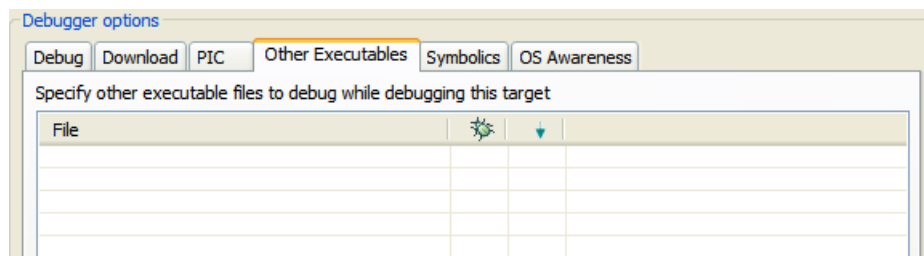 Debugger options
Debug Download PIC Other Executables Symbolics OS Awareness
Specify other executable files to debug while debugging this target
File